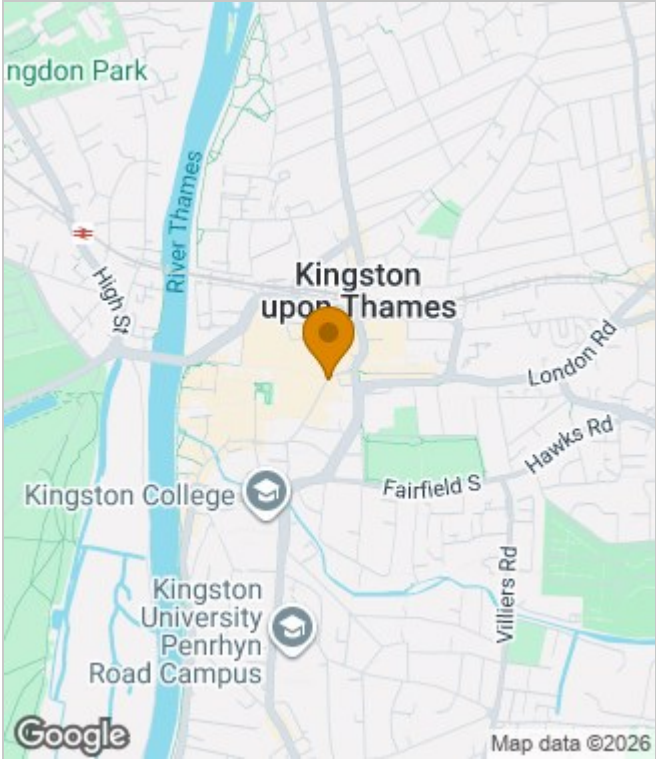 ngdon Park
River Thames
High St
Kingston
upon Thames
London Rd
Hawks Rd
Kingston College
Fairfield S
Villiers Rd
Kingston
University
Penrhyn
Road Campus
Google
Map data ©2026